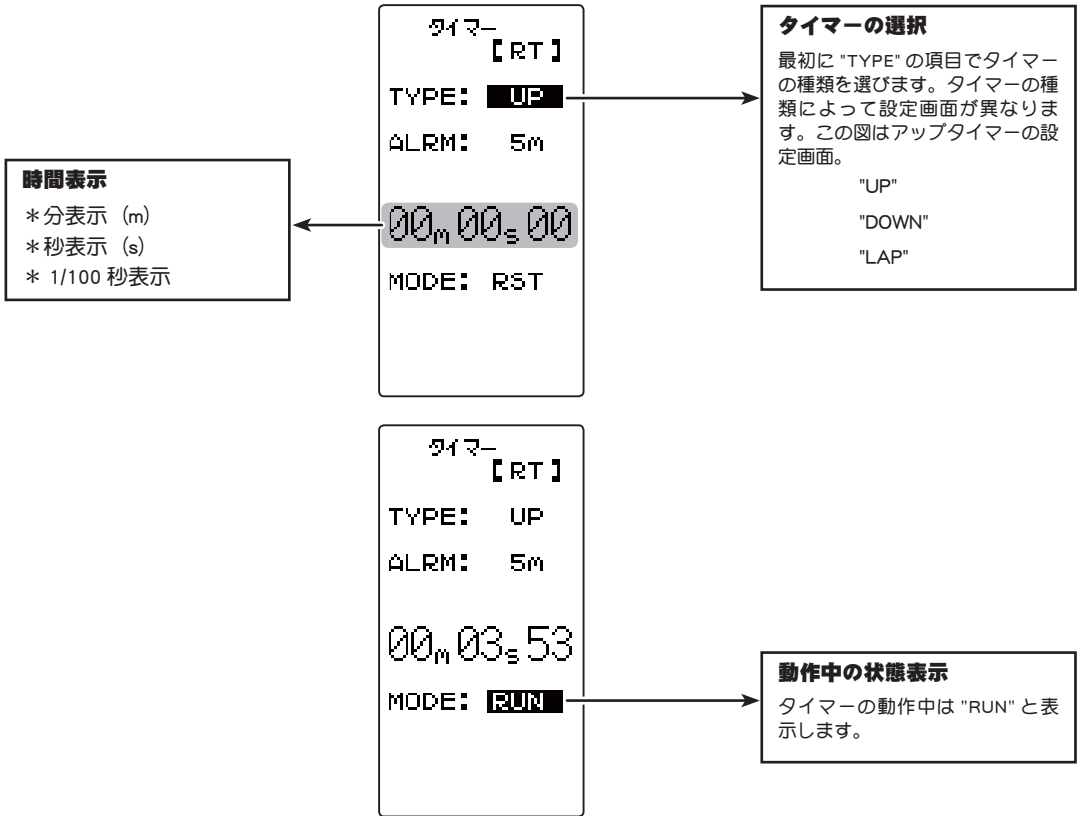 タイマー
【RT】
TYPE: UP
ALRM: 5m
00m00s00
MODE: RST
時間表示
＊分表示（m）
＊秒表示（s）
＊ 1/100 秒表示
タイマーの選択
最初に "TYPE" の項目でタイマー
の種類を選びます。タイマーの種
類によって設定画面が異なりま
す。この図はアップタイマーの設
定画面。
"UP"
"DOWN"
"LAP"
タイマー
【RT】
TYPE: UP
ALRM: 5m
00m03s53
MODE: RUN
動作中の状態表示
タイマーの動作中は "RUN" と表
示します。